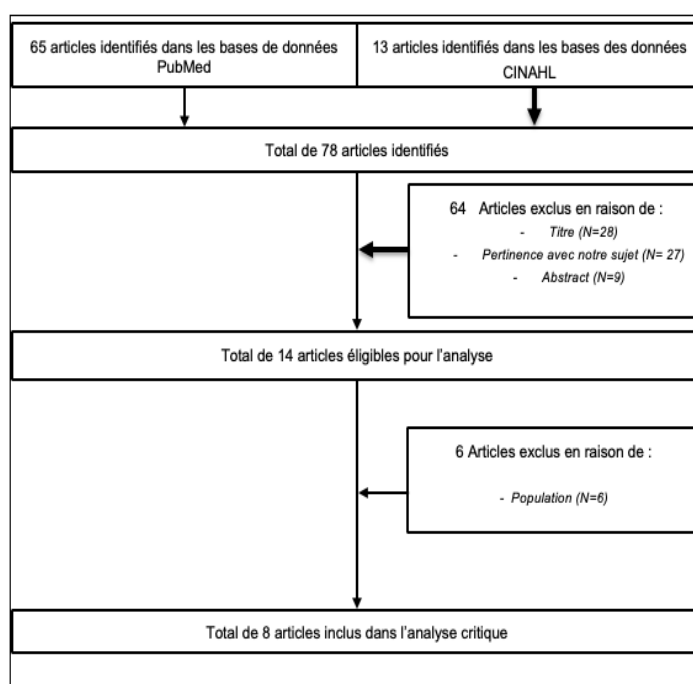 65 articles identifiés dans les bases de données
PubMed
13 articles identifiés dans les bases des données
CINAHL
Total de 78 articles identifiés
64 Articles exclus en raison de :
- Titre (N=28)
- Pertinence avec notre sujet (N= 27)
- Abstract (N=9)
Total de 14 articles éligibles pour l’analyse
6 Articles exclus en raison de :
- Population (N=6)
Total de 8 articles inclus dans l’analyse critique